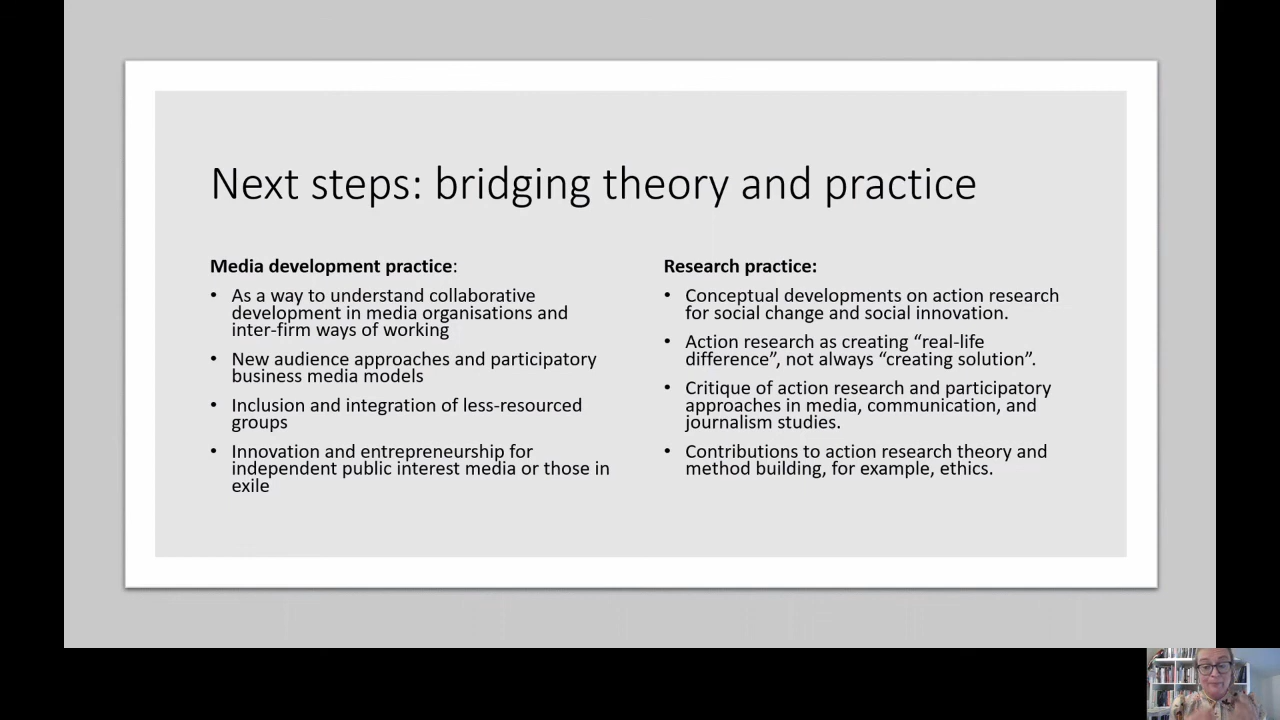 Next steps: bridging theory and practice
Media development practice:
• As a way to understand collaborative
development in media organisations and
inter-firm ways of working
• New audience approaches and participatory
business media models
• Inclusion and integration of less-resourced
groups
• Innovation and entrepreneurship for
independent public interest media or those in
exile
Research practice:
• Conceptual developments on action research
for social change and social innovation.
• Action research as creating “real-life
difference”, not always “creating solution”.
• Critique of action research and participatory
approaches in media, communication, and
journalism studies.
• Contributions to action research theory and
method building, for example, ethics.